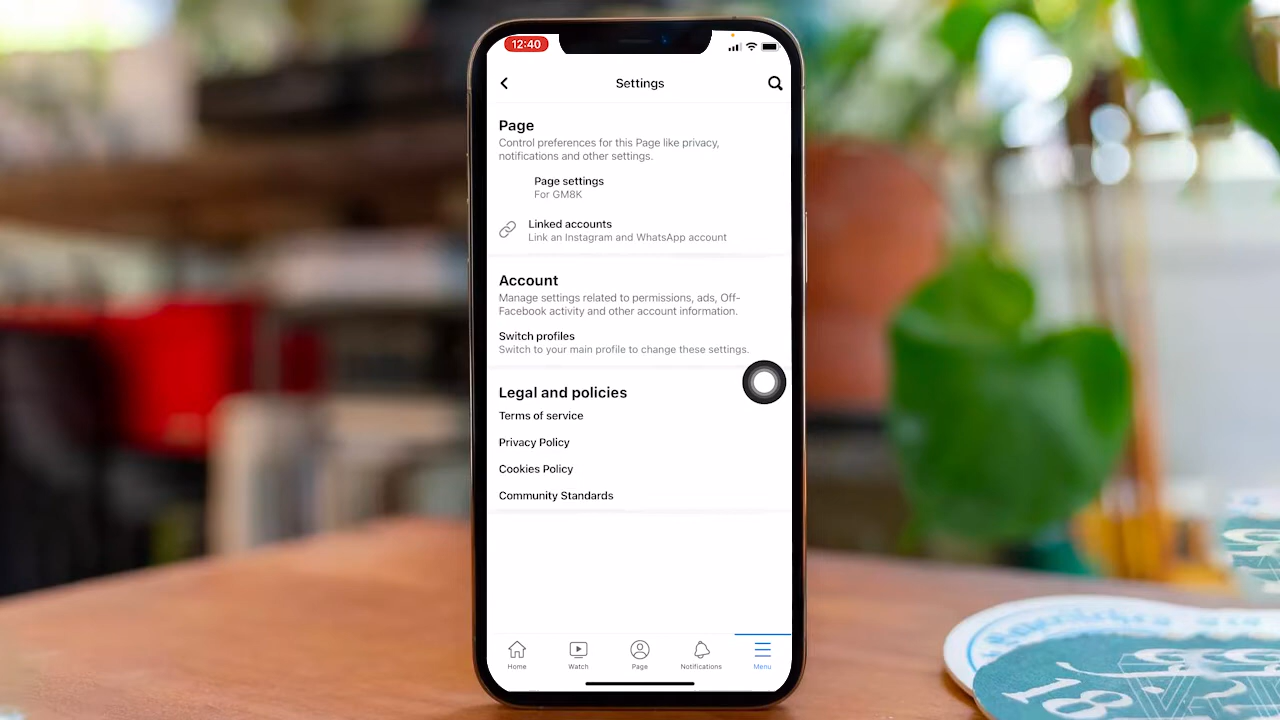 12:40
Settings
Page
Control preferences for this Page like privacy,
notifications and other settings.
Page settings
For GM8K
Linked accounts
Link an Instagram and WhatsApp account
Account
Manage settings related to permissions, ads, Off-
Facebook activity and other account information.
Switch profiles
Switch to your main profile to change these settings.
Legal and policies
Terms of service
Privacy Policy
Cookies Policy
Community Standards
Home
Watch
Page
Notifications
Menu
18